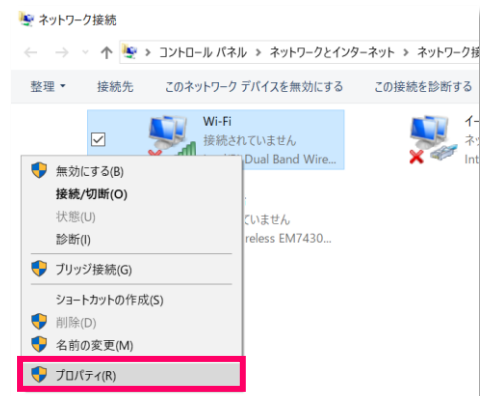 ネットワーク接続
コントロール パネル > ネットワークとインターネット > ネットワーク接
整理 接続先 このネットワーク デバイスを無効にする この接続を診断する
Wi-Fi
接続されていません
Dual Band Wire...
無効にする(B)
接続/切断(O)
状態(U)
診断(I)
ていません
reless EM7430...
ブリッジ接続(G)
ショートカットの作成(S)
削除(D)
名前の変更(M)
プロパティ(R)